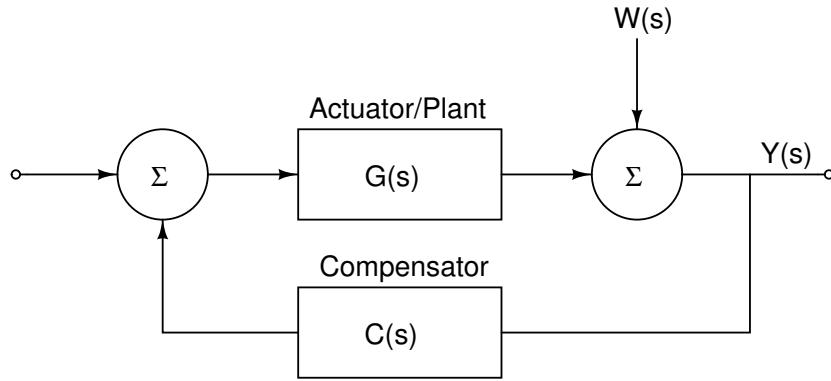 W(s)
Actuator/Plant
Y(s)
Σ
G(s)
Σ
Compensator
C(s)